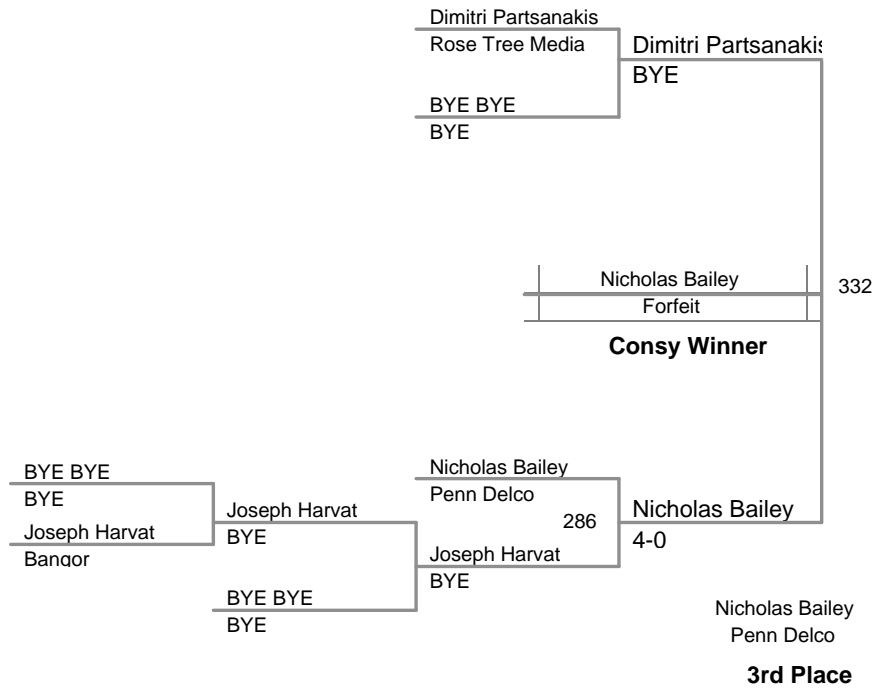 Dimitri Partsanakis
Rose Tree Media
Dimitri Partsanakis
BYE
BYE BYE
BYE
Nicholas Bailey
332
Forfeit
Consy Winner
BYE BYE
BYE
Joseph Harvat
Bangor
Joseph Harvat
BYE
BYE BYE
BYE
Nicholas Bailey
Penn Delco
286
Joseph Harvat
BYE
Nicholas Bailey
4-0
Nicholas Bailey
Penn Delco
3rd Place